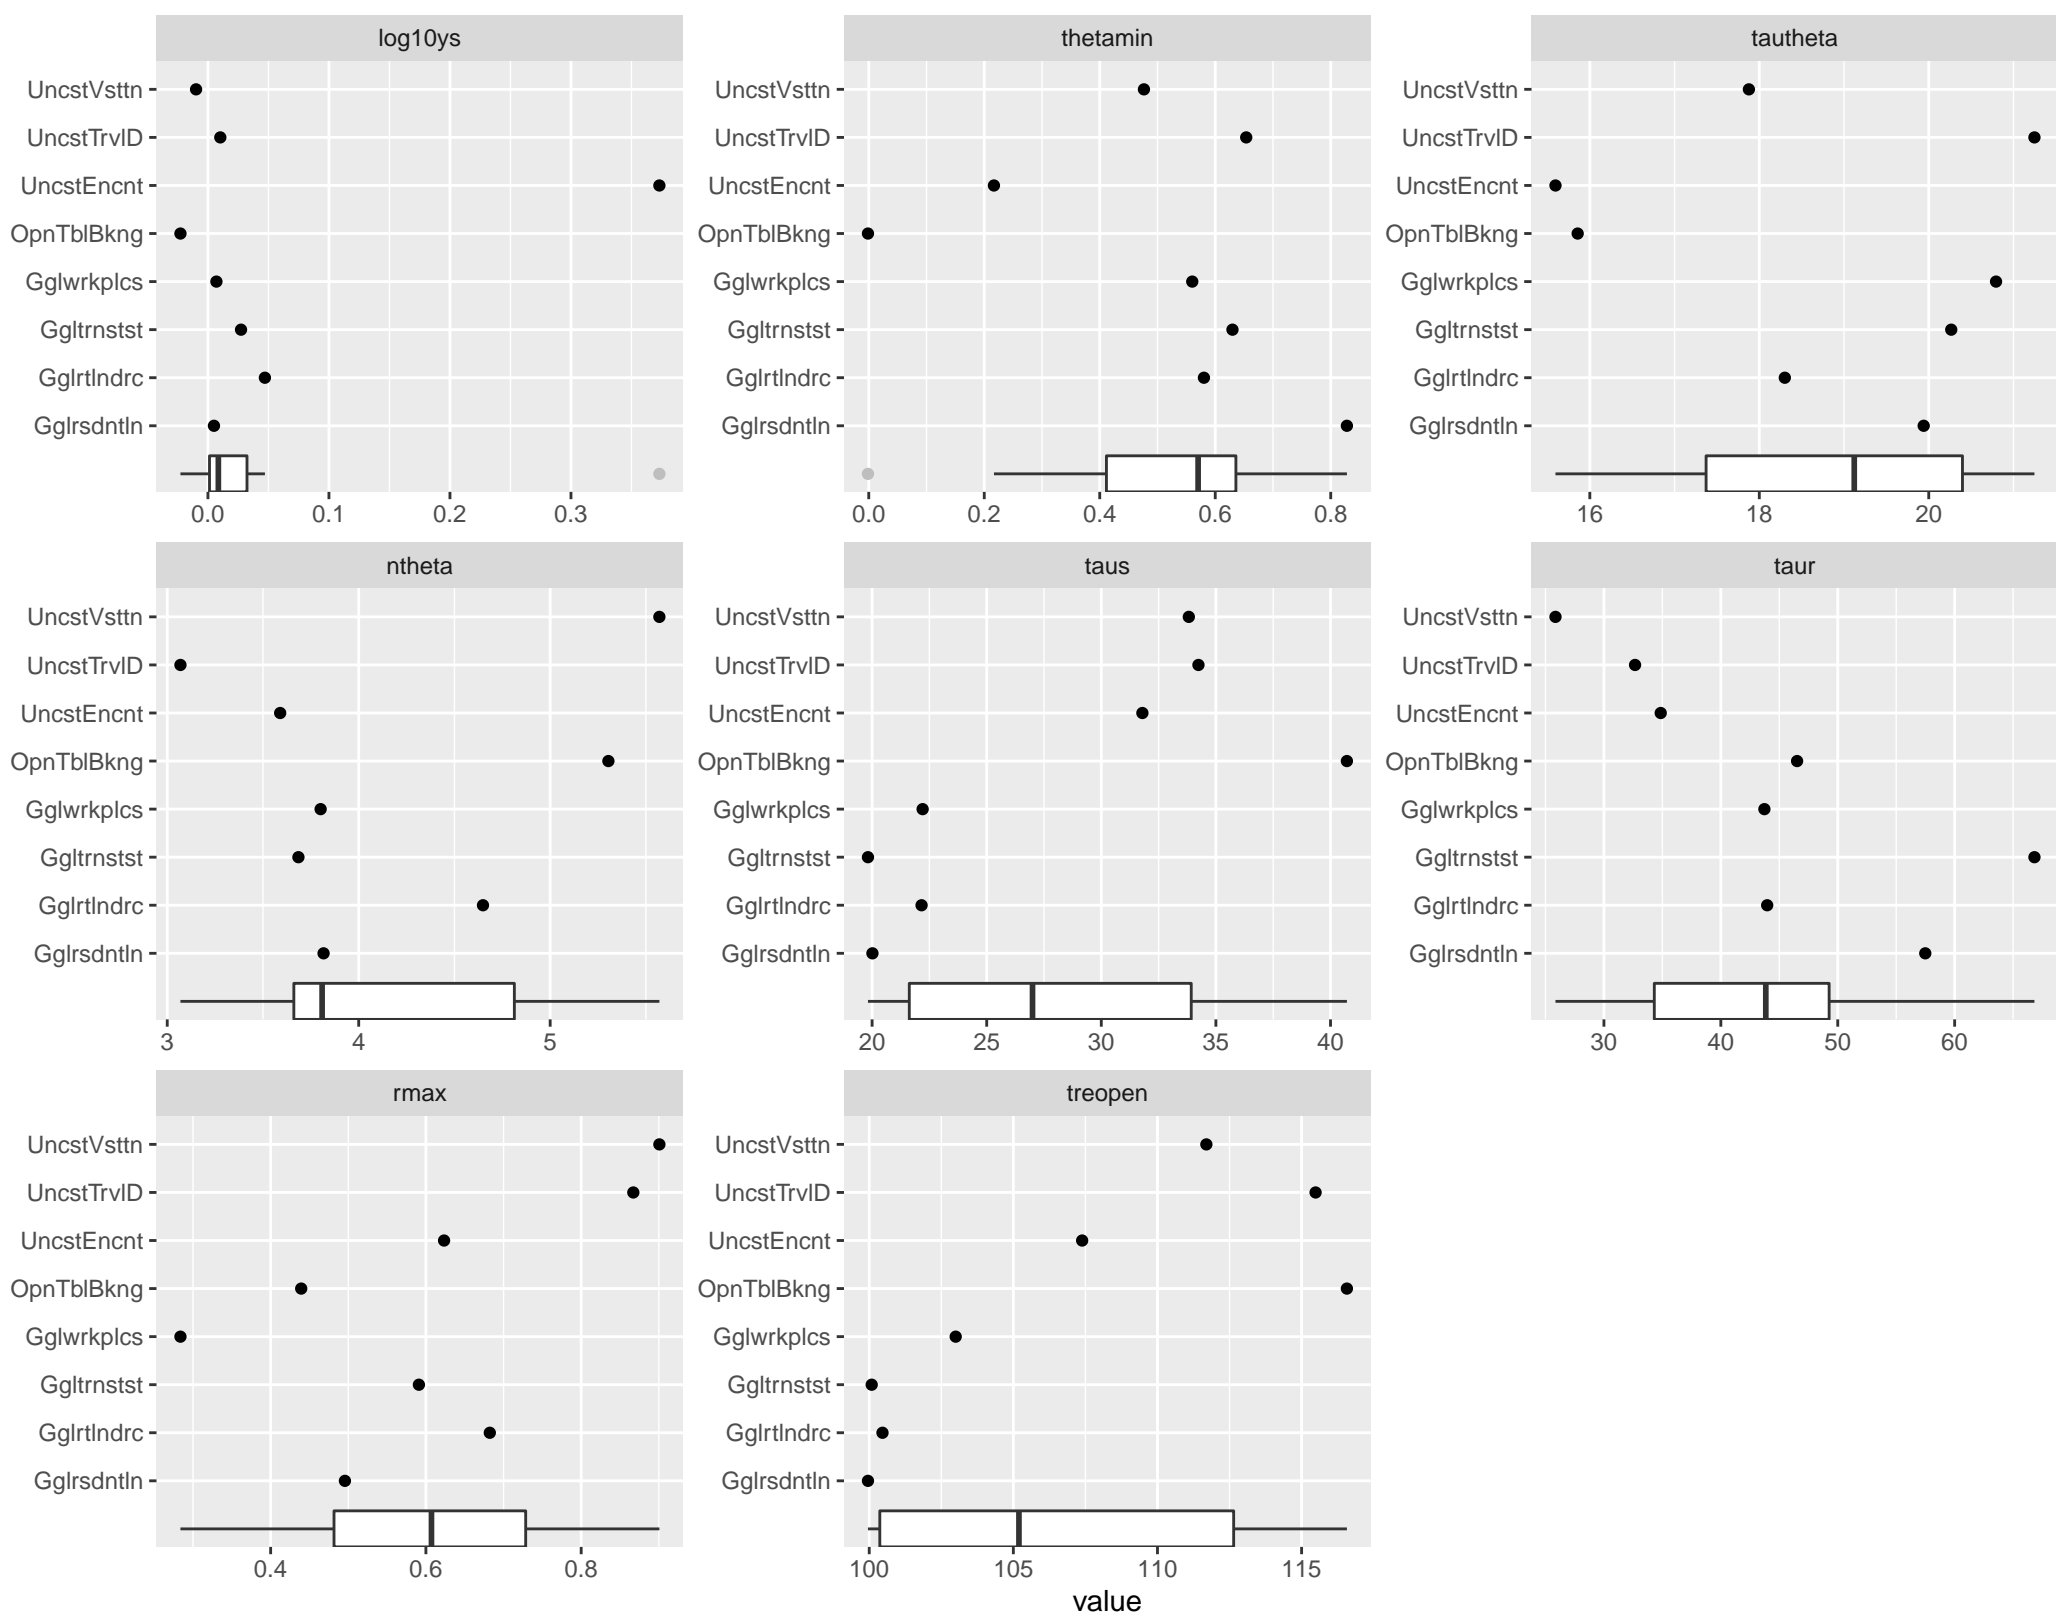 log10ys
UncstVsttn
UncstTrvlD
UncstEncnt
OpnTblBkng
Gglwrkplcs
Ggltrnstst
Gglrtlndrc
Gglrsdntln
0.0 0.1 0.2 0.3
thetamin
UncstVsttn
UncstTrvlD
UncstEncnt
OpnTblBkng
Gglwrkplcs
Ggltrnstst
Gglrtlndrc
Gglrsdntln
0.0 0.2 0.4 0.6 0.8
tautheta
UncstVsttn
UncstTrvlD
UncstEncnt
OpnTblBkng
Gglwrkplcs
Ggltrnstst
Gglrtlndrc
Gglrsdntln
16 18 20
ntheta
UncstVsttn
UncstTrvlD
UncstEncnt
OpnTblBkng
Gglwrkplcs
Ggltrnstst
Gglrtlndrc
Gglrsdntln
3 4 5
taus
UncstVsttn
UncstTrvlD
UncstEncnt
OpnTblBkng
Gglwrkplcs
Ggltrnstst
Gglrtlndrc
Gglrsdntln
20 25 30 35 40
taur
UncstVsttn
UncstTrvlD
UncstEncnt
OpnTblBkng
Gglwrkplcs
Ggltrnstst
Gglrtlndrc
Gglrsdntln
30 40 50 60
rmax
UncstVsttn
UncstTrvlD
UncstEncnt
OpnTblBkng
Gglwrkplcs
Ggltrnstst
Gglrtlndrc
Gglrsdntln
0.4 0.6 0.8
treopen
UncstVsttn
UncstTrvlD
UncstEncnt
OpnTblBkng
Gglwrkplcs
Ggltrnstst
Gglrtlndrc
Gglrsdntln
100 105 110 115
value